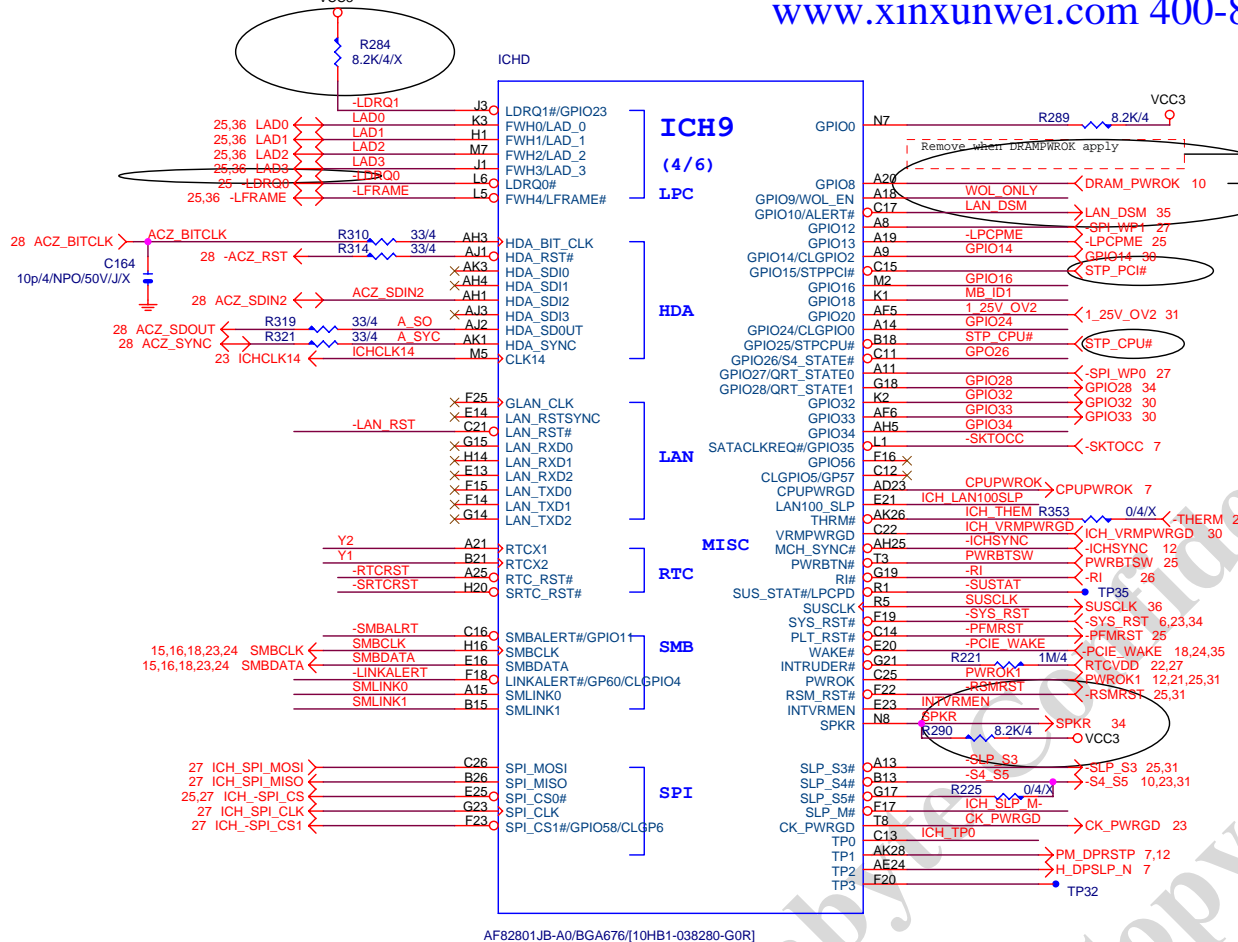 www.xinxunwei.com 400-8
R284
8.2K/4/X
ICHD
ICH9
(4/6)
LPC
-LDRQ1 J3 LDRQ1#/GPIO23
25,36 LAD0 LAD0 K3 FWH0/LAD_0
25,36 LAD1 LAD1 H1 FWH1/LAD_1
25,36 LAD2 LAD2 M7 FWH2/LAD_2
25,36 LAD3 LAD3 J1 FWH3/LAD_3
25 -LDRQ0 -LDRQ0 L6 LDRQ0#
25,36 -LFRAME -LFRAME L5 FWH4/LFRAME#
28 ACZ_BITCLK ACZ_BITCLK R310 33/4 AH3 HDA_BIT_CLK
28 -ACZ_RST R314 33/4 AJ1 HDA_RST#
C164
10p/4/NPO/50V/J/X
AK3 HDA_SDI0
AH4 HDA_SDI1
28 ACZ_SDIN2 ACZ_SDIN2 AH1 HDA_SDI2
AJ3 HDA_SDI3
28 ACZ_SDOUT R319 33/4 A_SO AJ2 HDA_SD0UT
28 ACZ_SYNC R321 33/4 A_SYC AK1 HDA_SYNC
23 ICHCLK14 ICHCLK14 M5 CLK14
HDA
F25 GLAN_CLK
E14 LAN_RSTSYNC
-LAN_RST C21 LAN_RST#
G15 LAN_RXD0
H14 LAN_RXD1
E13 LAN_RXD2
F15 LAN_TXD0
F14 LAN_TXD1
G14 LAN_TXD2
LAN
Y2 A21 RTCX1
Y1 B21 RTCX2
-RTCRST A25 RTC_RST#
-SRTCRST H20 SRTC_RST#
RTC
-SMBALRT C16 SMBALERT#/GPIO11
15,16,18,23,24 SMBCLK SMBCLK H16 SMBCLK
15,16,18,23,24 SMBDATA SMBDATA E16 SMBDATA
-LINKALERT F18 LINKALERT#/GP60/CLGPIO4
SMLINK0 A15 SMLINK0
SMLINK1 B15 SMLINK1
SMB
27 ICH_SPI_MOSI C26 SPI_MOSI
27 ICH_SPI_MISO B26 SPI_MISO
25,27 ICH_-SPI_CS E25 SPI_CS0#
27 ICH_SPI_CLK G23 SPI_CLK
27 ICH_-SPI_CS1 F23 SPI_CS1#/GPIO58/CLGP6
SPI
MISC
VCC3
GPIO0 N7 R289 8.2K/4
Remove when DRAMPWROK apply
GPIO8 A20 DRAM_PWROK 10
GPIO9/WOL_EN A18 WOL_ONLY
GPIO10/ALERT# C17 LAN_DSM LAN_DSM 35
GPIO12 A8 -SPI_WP1 27
GPIO13 A19 -LPCPME -LPCPME 25
GPIO14/CLGPIO2 A9 GPIO14 GPIO14 30
GPIO15/STPPCI# C15 STP_PCI#
GPIO16 M2 GPIO16
GPIO18 K1 MB_ID1
GPIO20 AF5 1_25V_OV2 1_25V_OV2 31
GPIO24/CLGPIO0 A14 GPIO24
GPIO25/STPCPU# B18 STP_CPU# STP_CPU#
GPIO26/S4_STATE# C11 GPO26
GPIO27/QRT_STATE0 A11 -SPI_WP0 27
GPIO28/QRT_STATE1 G18 GPIO28 GPIO28 34
GPIO32 K2 GPIO32 GPIO32 30
GPIO33 AF6 GPIO33 GPIO33 30
GPIO34 AH5 GPIO34
SATACLKREQ#/GPIO35 L1 -SKTOCC -SKTOCC 7
GPIO56 F16
CLGPIO5/GP57 C12
CPUPWRGD AD23 CPUPWROK CPUPWROK 7
LAN100_SLP E21 ICH_LAN100SLP
THRM# AK26 ICH_THEM R353 0/4/X -THERM 2
VRMPWRGD C22 ICH_VRMPWRGD ICH_VRMPWRGD 30
MCH_SYNC# AH25 -ICHSYNC -ICHSYNC 12
PWRBTN# T3 PWRBTSW PWRBTSW 25
RI# G19 -RI -RI 26
SUS_STAT#/LPCPD R1 -SUSTAT TP35
SUSCLK R5 SUSCLK SUSCLK 36
SYS_RST# F19 -SYS_RST -SYS_RST 6,23,34
PLT_RST# C14 -PFMRST -PFMRST 25
WAKE# E20 -PCIE_WAKE -PCIE_WAKE 18,24,35
INTRUDER# G21 R221 1M/4 RTCVDD 22,27
PWROK C25 PWROK1 PWROK1 12,21,25,31
RSM_RST# F22 -RSMRST -RSMRST 25,31
INTVRMEN E23 INTVRMEN
SPKR N8 SPKR SPKR 34
R290 8.2K/4 VCC3
SLP_S3# A13 -SLP_S3 -SLP_S3 25,31
SLP_S4# B13 -S4_S5 -S4_S5 10,23,31
SLP_S5# G17 R225 0/4/X
SLP_M# F17 ICH_SLP_M-
CK_PWRGD T8 CK_PWRGD CK_PWRGD 23
TP0 C13 ICH_TP0
TP1 AK28 PM_DPRSTP 7,12
TP2 AE24 H_DPSLP_N 7
TP3 F20 TP32
AF82801JB-A0/BGA676/[10HB1-038280-G0R]